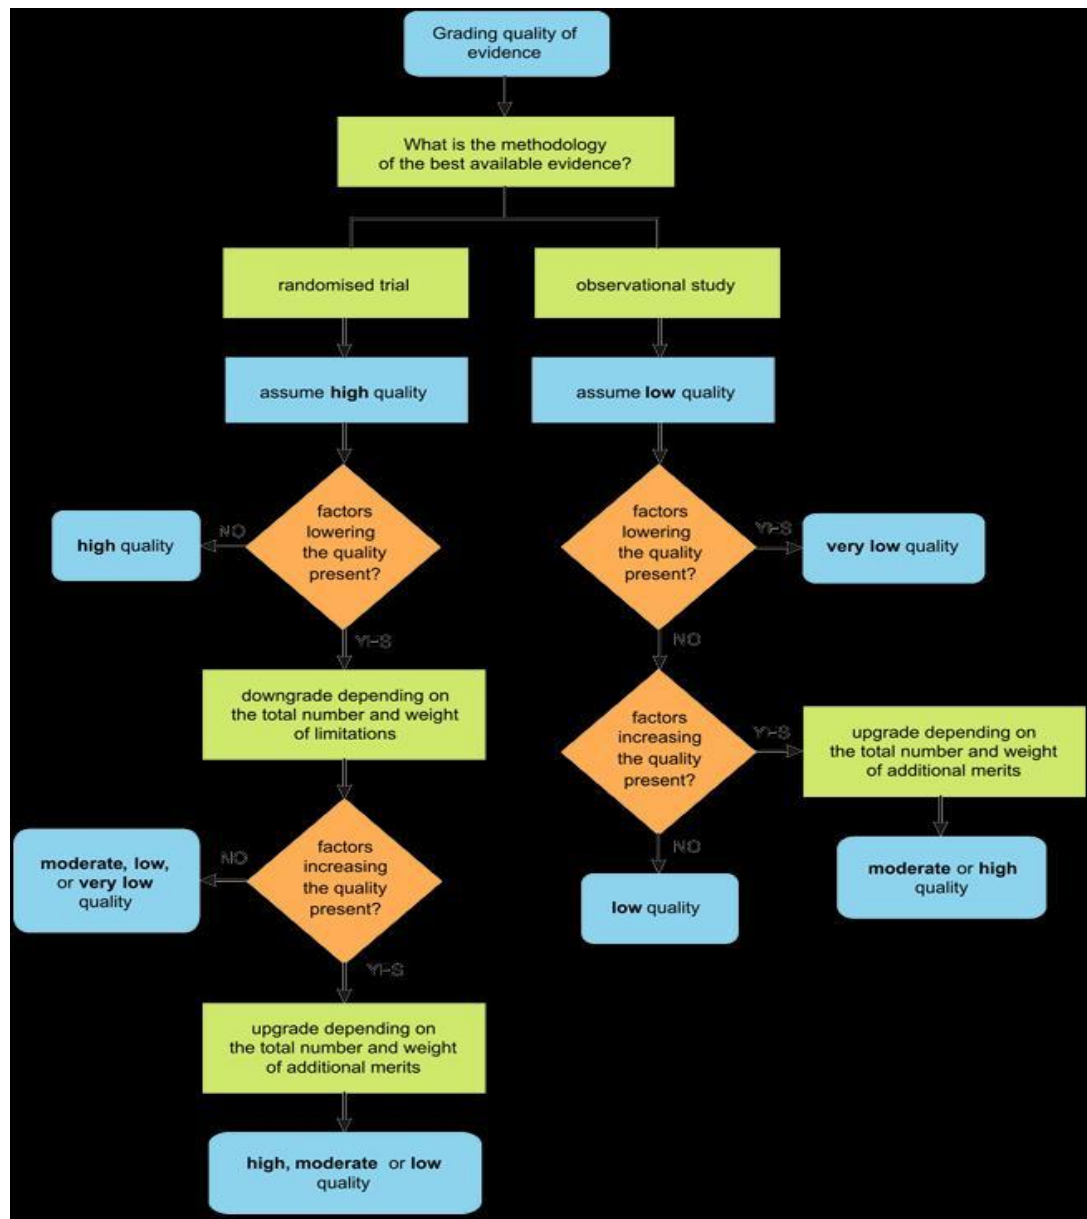 Grading quality of
evidence
What is the methodology
of the best available evidence?
randomised trial
observational study
assume high quality
assume low quality
factors
lowering
the quality
present?
NO
high quality
YES
factors
lowering
the quality
present?
YES
very low quality
NO
downgrade depending on
the total number and weight
of limitations
factors
increasing
the quality
present?
YES
upgrade depending on
the total number and weight
of additional merits
NO
moderate or high
quality
low quality
factors
increasing
the quality
present?
NO
moderate, low,
or very low
quality
YES
upgrade depending on
the total number and weight
of additional merits
high, moderate or low
quality